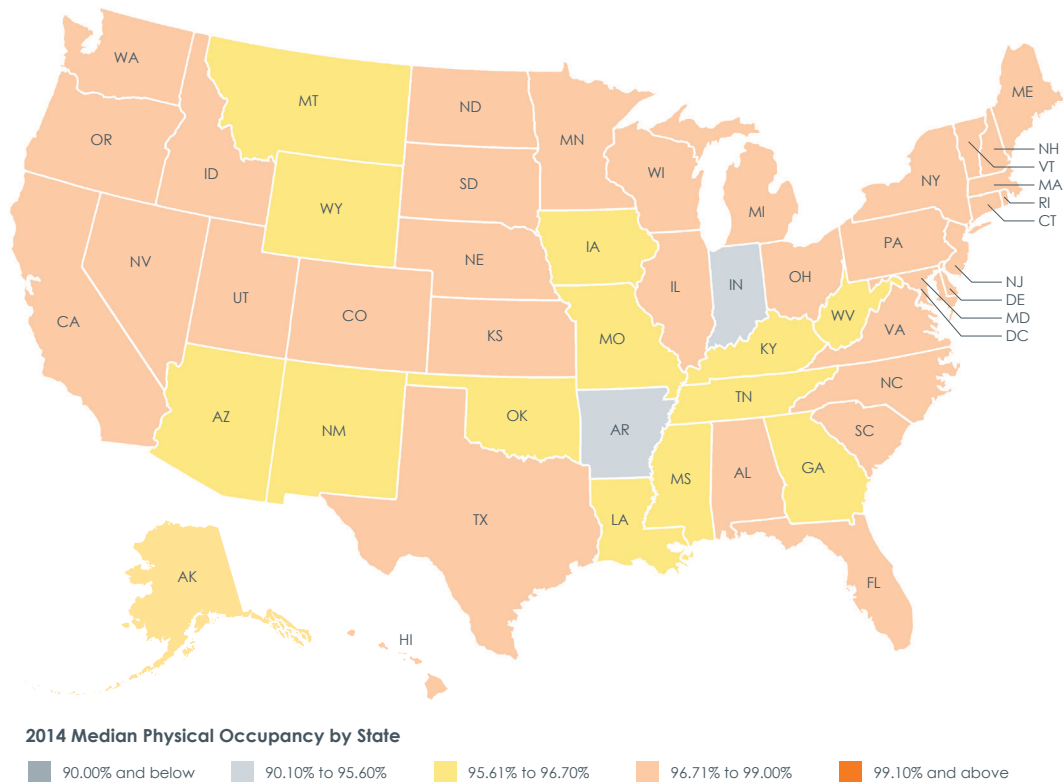 WA
MT
ND
MN
ME
OR
ID
SD
WI
MI
NY
NH
VT
MA
RI
CT
WY
IA
NE
PA
NV
UT
CO
IL
IN
OH
NJ
DE
MD
DC
CA
KS
MO
WV
VA
KY
NC
AZ
NM
OK
AR
TN
SC
MS
AL
GA
TX
LA
AK
FL
HI
2014 Median Physical Occupancy by State
90.00% and below
90.10% to 95.60%
95.61% to 96.70%
96.71% to 99.00%
99.10% and above